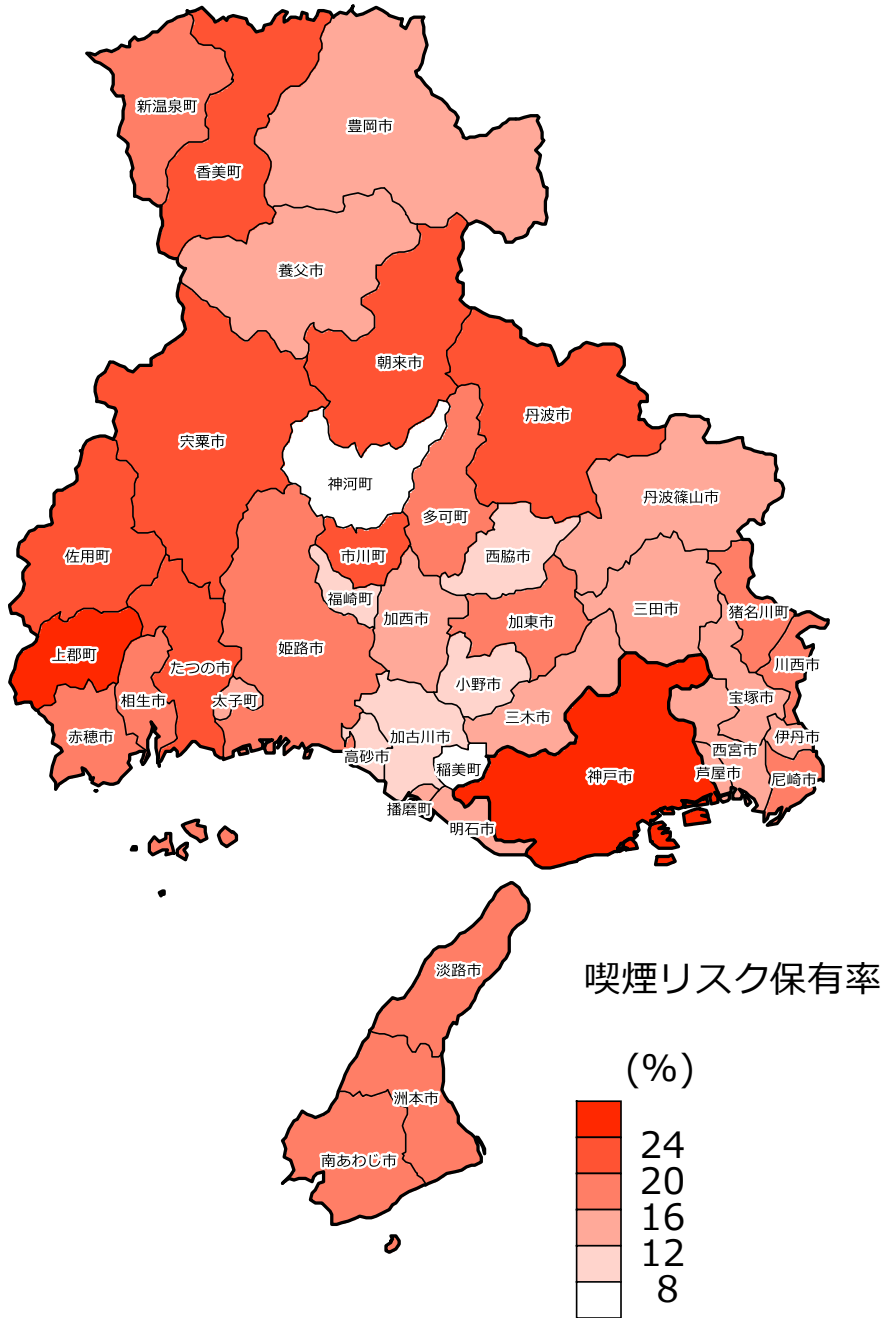 新温泉町
豊岡市
香美町
養父市
朝来市
丹波市
宍粟市
神河町
丹波篠山市
多可町
市川町
西脇市
佐用町
福崎町
加西市
加東市
三田市
猪名川町
姫路市
上郡町
たつの市
川西市
小野市
相生市
太子町
宝塚市
三木市
赤穂市
加古川市
伊丹市
西宮市
高砂市
稲美町
神戸市
芦屋市
尼崎市
播磨町
明石市
淡路市
洲本市
南あわじ市
喫煙リスク保有率
(%)
24
20
16
12
8